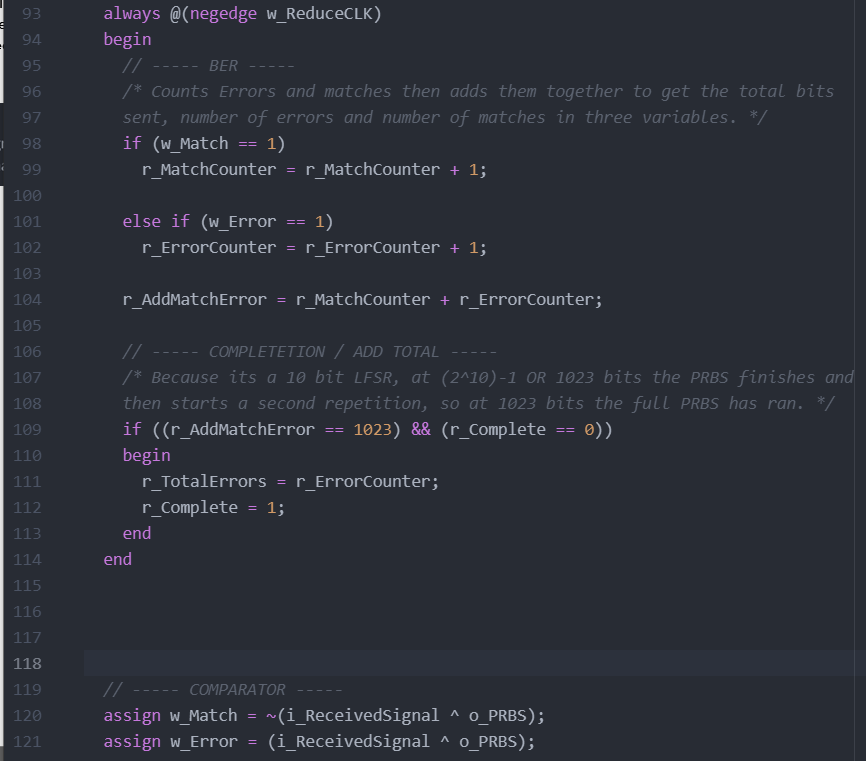 93 always @(negedge w_ReduceCLK)
94 begin
95 // ----- BER -----
96 /* Counts Errors and matches then adds them together to get the total bits
97 sent, number of errors and number of matches in three variables. */
98 if (w_Match == 1)
99 r_MatchCounter = r_MatchCounter + 1;
100
101 else if (w_Error == 1)
102 r_ErrorCounter = r_ErrorCounter + 1;
103
104 r_AddMatchError = r_MatchCounter + r_ErrorCounter;
105
106 // ----- COMPLETETION / ADD TOTAL -----
107 /* Because its a 10 bit LFSR, at (2^10)-1 OR 1023 bits the PRBS finishes and
108 then starts a second repetition, so at 1023 bits the full PRBS has ran. */
109 if ((r_AddMatchError == 1023) && (r_Complete == 0))
110 begin
111 r_TotalErrors = r_ErrorCounter;
112 r_Complete = 1;
113 end
114 end
115
116
117
118
119 // ----- COMPARATOR -----
120 assign w_Match = ~(i_ReceivedSignal ^ o_PRBS);
121 assign w_Error = (i_ReceivedSignal ^ o_PRBS);